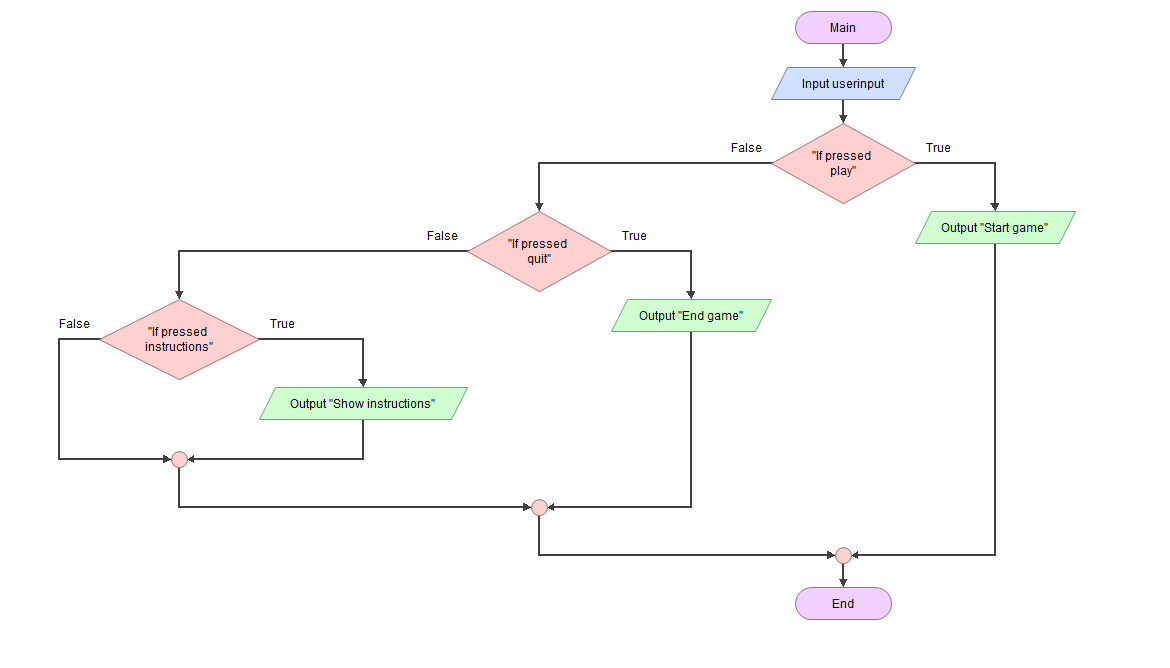 Main
Input userinput
False
"If pressed
play"
True
Output "Start game"
False
"If pressed
quit"
True
Output "End game"
False
"If pressed
instructions"
True
Output "Show instructions"
End